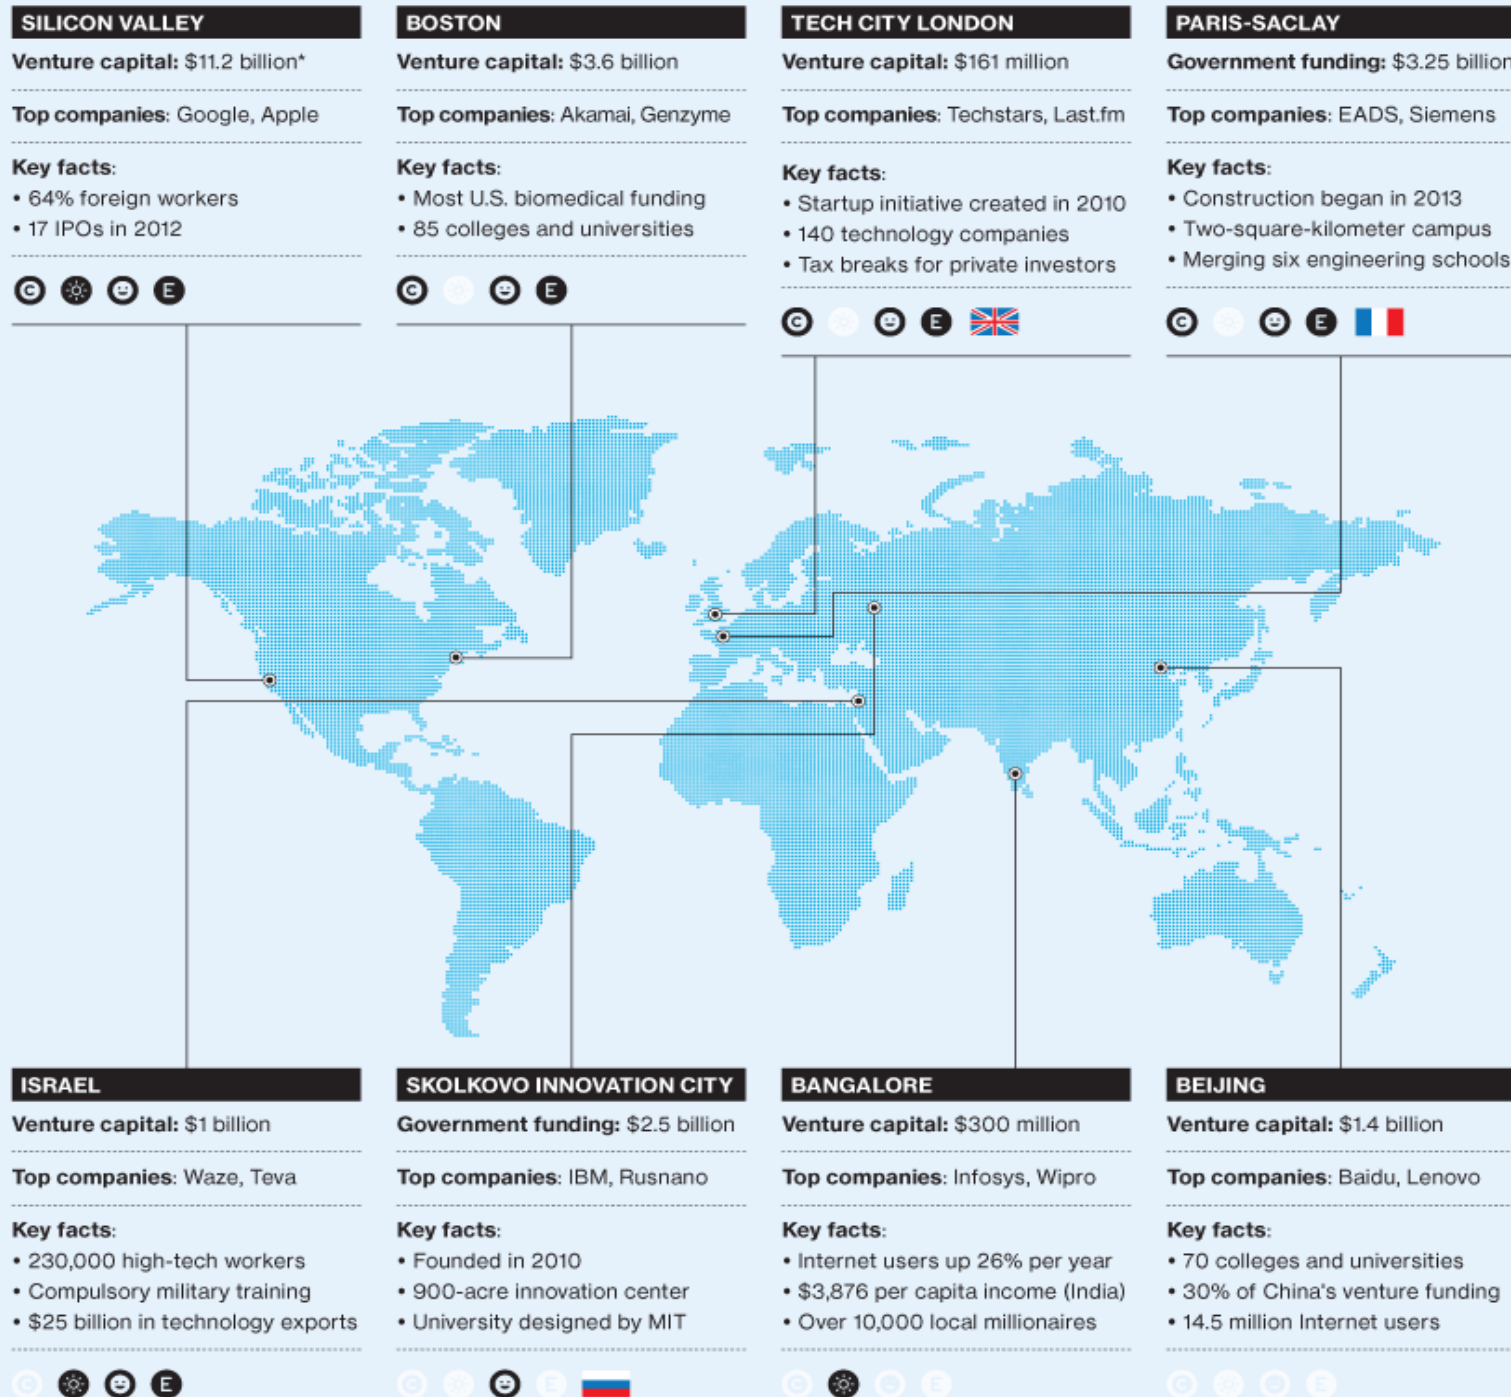 SILICON VALLEY
Venture capital: $11.2 billion*
Top companies: Google, Apple
Key facts:
• 64% foreign workers
• 17 IPOs in 2012
C
E
BOSTON
Venture capital: $3.6 billion
Top companies: Akamai, Genzyme
Key facts:
• Most U.S. biomedical funding
• 85 colleges and universities
C
E
TECH CITY LONDON
Venture capital: $161 million
Top companies: Techstars, Last.fm
Key facts:
• Startup initiative created in 2010
• 140 technology companies
• Tax breaks for private investors
C
E
PARIS-SACLAY
Government funding: $3.25 billion
Top companies: EADS, Siemens
Key facts:
• Construction began in 2013
• Two-square-kilometer campus
• Merging six engineering schools
C
E
ISRAEL
Venture capital: $1 billion
Top companies: Waze, Teva
Key facts:
• 230,000 high-tech workers
• Compulsory military training
• $25 billion in technology exports
C
E
SKOLKOVO INNOVATION CITY
Government funding: $2.5 billion
Top companies: IBM, Rusnano
Key facts:
• Founded in 2010
• 900-acre innovation center
• University designed by MIT
C
E
BANGALORE
Venture capital: $300 million
Top companies: Infosys, Wipro
Key facts:
• Internet users up 26% per year
• $3,876 per capita income (India)
• Over 10,000 local millionaires
C
E
BEIJING
Venture capital: $1.4 billion
Top companies: Baidu, Lenovo
Key facts:
• 70 colleges and universities
• 30% of China's venture funding
• 14.5 million Internet users
C
E